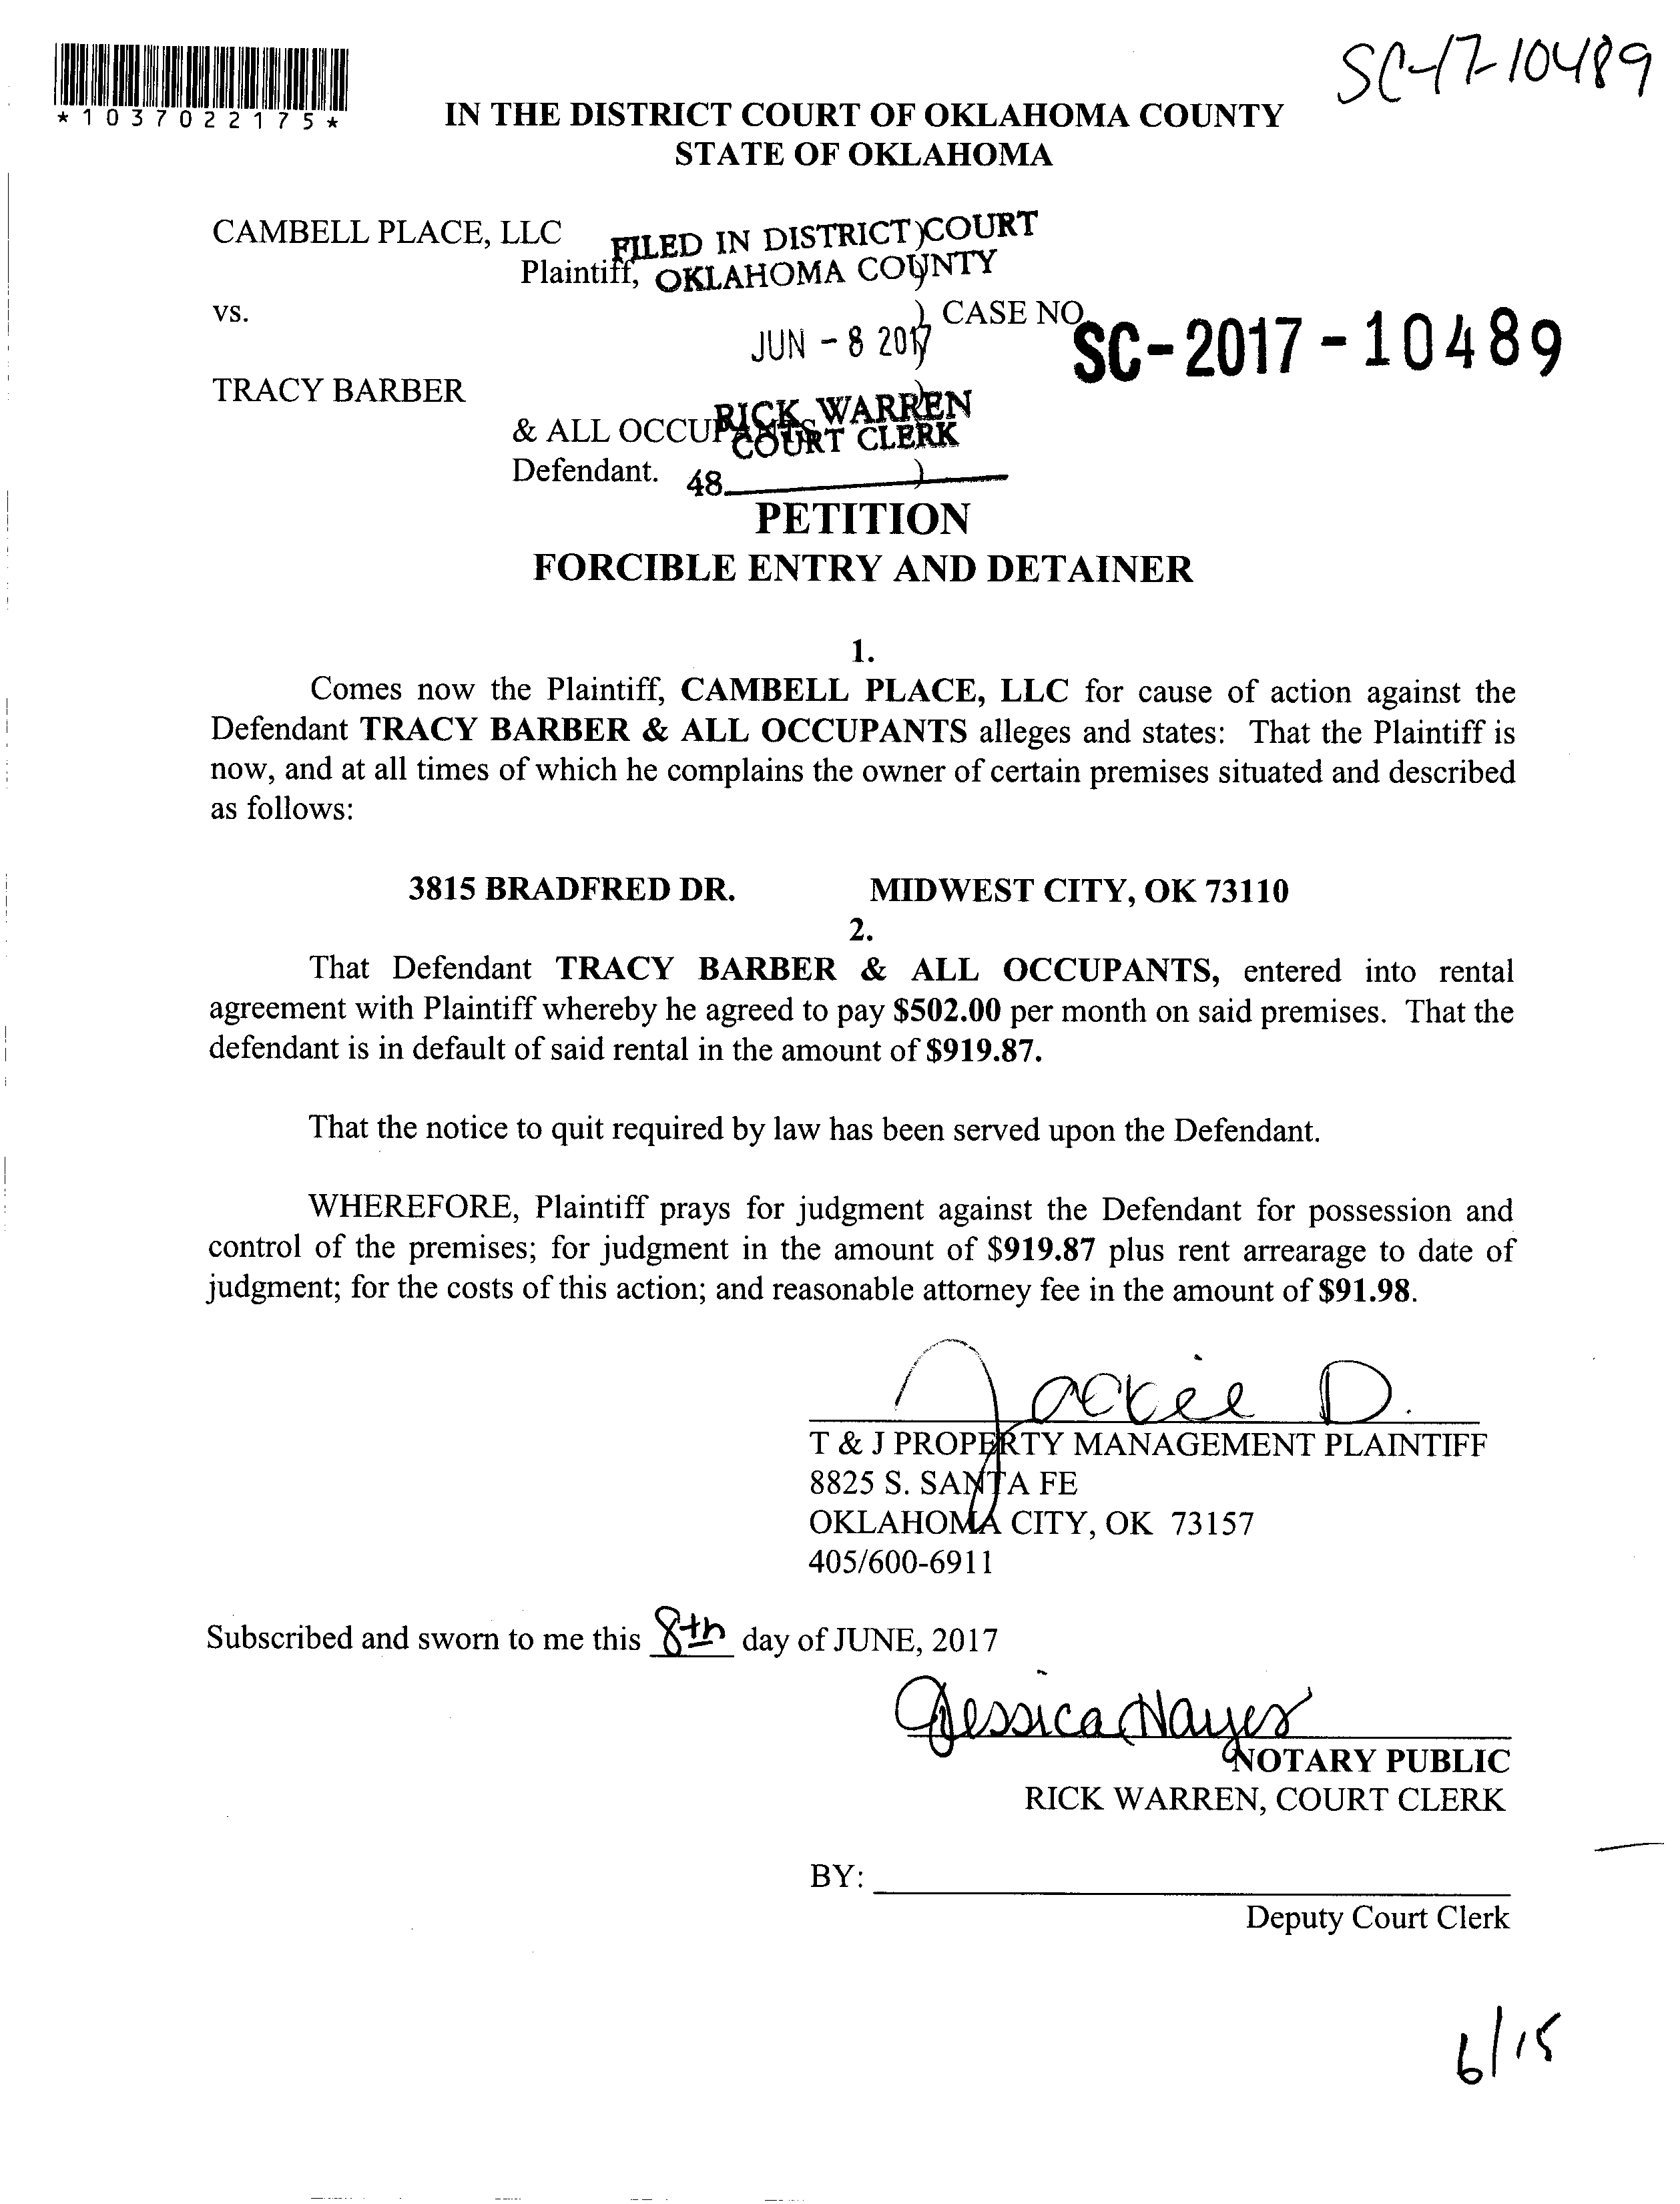 SC-17-10489
*1037022175*
IN THE DISTRICT COURT OF OKLAHOMA COUNTY
STATE OF OKLAHOMA
CAMBELL PLACE, LLC
FILED IN DISTRICT COURT
Plaintiff,
OKLAHOMA COUNTY
)
)
vs.
) CASE NO.
JUN - 8 2017
SC-2017-10489
)
TRACY BARBER
)
RICK WARREN
& ALL OCCUPANTS
COURT CLERK
Defendant.
)
48
PETITION
FORCIBLE ENTRY AND DETAINER
1.
Comes now the Plaintiff, CAMBELL PLACE, LLC for cause of action against the
Defendant TRACY BARBER & ALL OCCUPANTS alleges and states: That the Plaintiff is
now, and at all times of which he complains the owner of certain premises situated and described
as follows:
3815 BRADFRED DR. MIDWEST CITY, OK 73110
2.
That Defendant TRACY BARBER & ALL OCCUPANTS, entered into rental
agreement with Plaintiff whereby he agreed to pay $502.00 per month on said premises. That the
defendant is in default of said rental in the amount of $919.87.
That the notice to quit required by law has been served upon the Defendant.
WHEREFORE, Plaintiff prays for judgment against the Defendant for possession and
control of the premises; for judgment in the amount of $919.87 plus rent arrearage to date of
judgment; for the costs of this action; and reasonable attorney fee in the amount of $91.98.
Jackie D.
T & J PROPERTY MANAGEMENT PLAINTIFF
8825 S. SANTA FE
OKLAHOMA CITY, OK 73157
405/600-6911
Subscribed and sworn to me this 8th day of JUNE, 2017
Jessica Hayes
NOTARY PUBLIC
RICK WARREN, COURT CLERK
BY:
Deputy Court Clerk
6/15